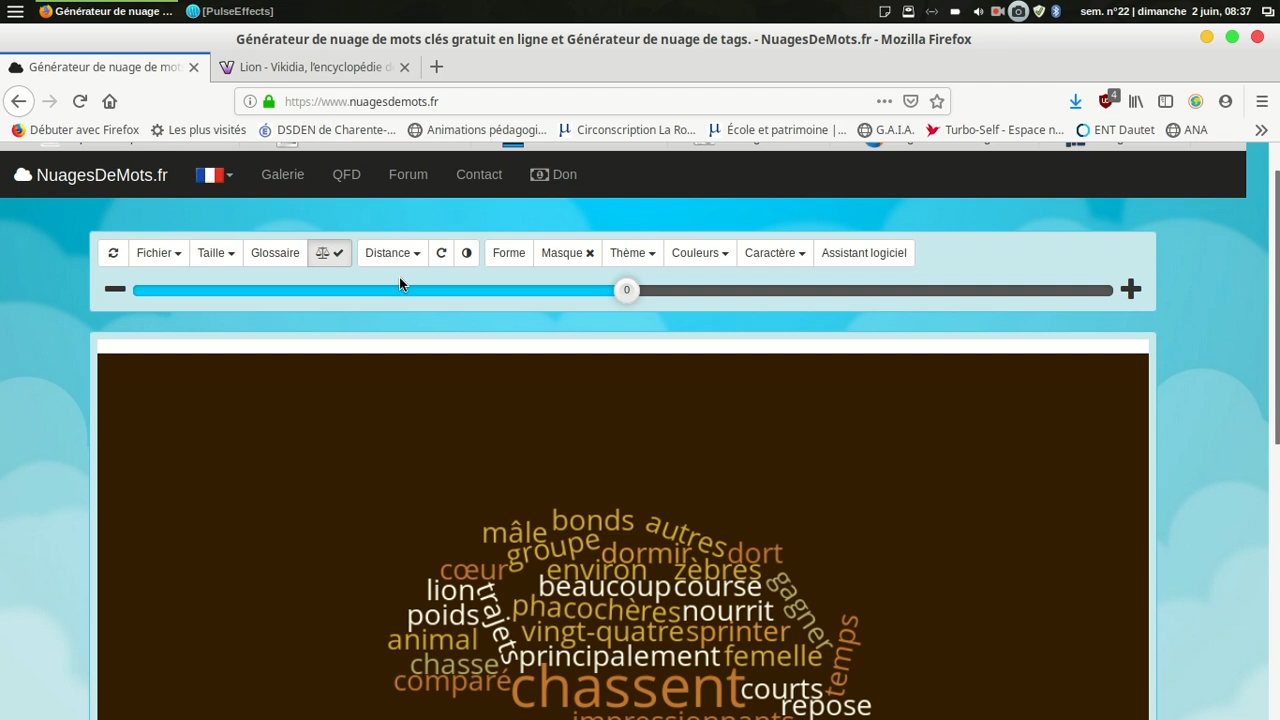 Générateur de nuage ...
[PulseEffects]
sem. n°22 | dimanche 2 juin, 08:37
Générateur de nuage de mots clés gratuit en ligne et Générateur de nuage de tags. - NuagesDeMots.fr - Mozilla Firefox
Générateur de nuage de mot
Lion - Vikidia, l'encyclopédie d
https://www.nuagesdemots.fr
4
Débuter avec Firefox
Les plus visités
DSDEN de Charente-...
Animations pédagogi...
Circonscription La Ro...
École et patrimoine |...
G.A.I.A.
Turbo-Self - Espace n...
ENT Dautet
ANA
NuagesDeMots.fr
Galerie
QFD
Forum
Contact
Don
Fichier
Taille
Glossaire
Distance
Forme
Masque
Thème
Couleurs
Caractère
Assistant logiciel
0
mâle
bonds
autres
groupe
dormir
dort
cœur
environ
zèbres
lion
trajets
beaucoup
course
gagner
poids
phacochères
nourrit
animal
vingt-quatre
sprinter
temps
chasse
principalement
femelle
comparé
chassent
courts
repose
impressionnants